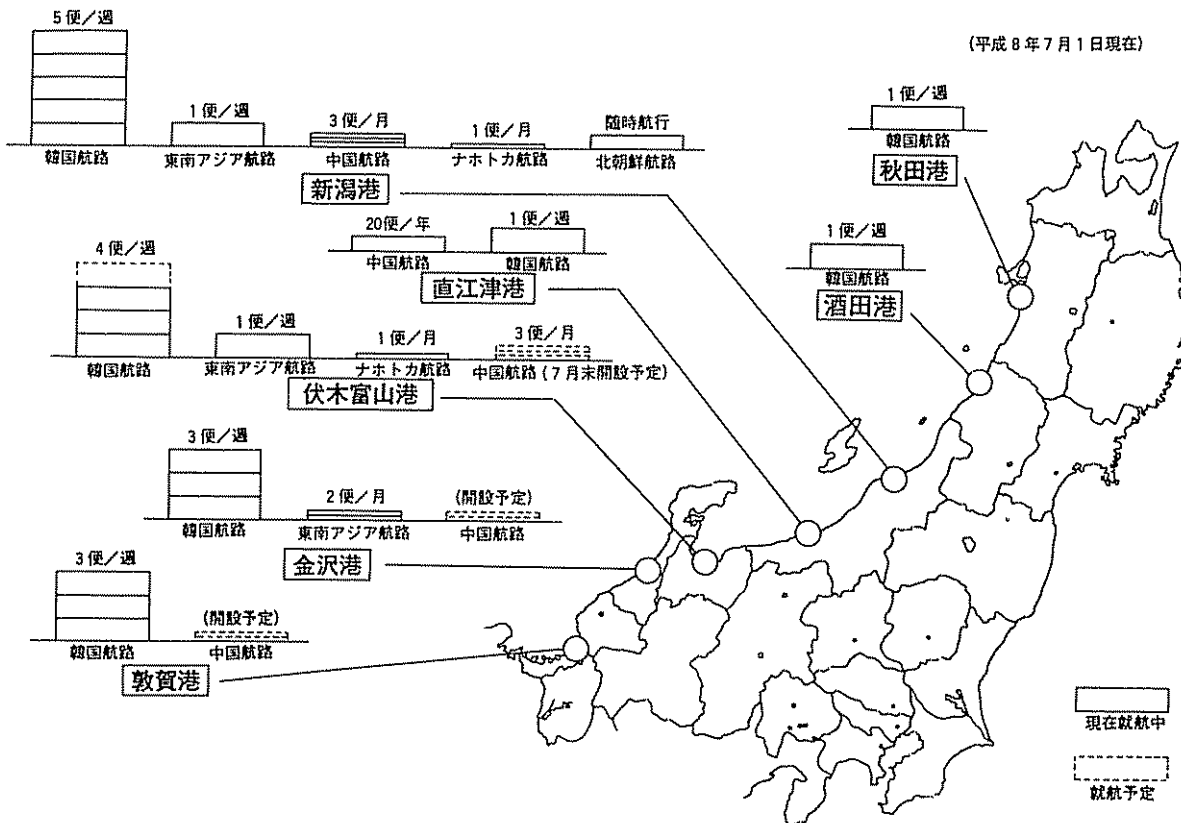 (平成8年7月1日現在)
5便/週
韓国航路
1便/週
東南アジア航路
3便/月
中国航路
1便/月
ナホトカ航路
随時航行
北朝鮮航路
新潟港
1便/週
韓国航路
秋田港
20便/年
中国航路
1便/週
韓国航路
直江津港
1便/週
韓国航路
酒田港
4便/週
韓国航路
1便/週
東南アジア航路
1便/月
ナホトカ航路
3便/月
中国航路(7月末開設予定)
伏木富山港
3便/週
韓国航路
2便/月
東南アジア航路
(開設予定)
中国航路
金沢港
3便/週
韓国航路
(開設予定)
中国航路
敦賀港
現在就航中
就航予定